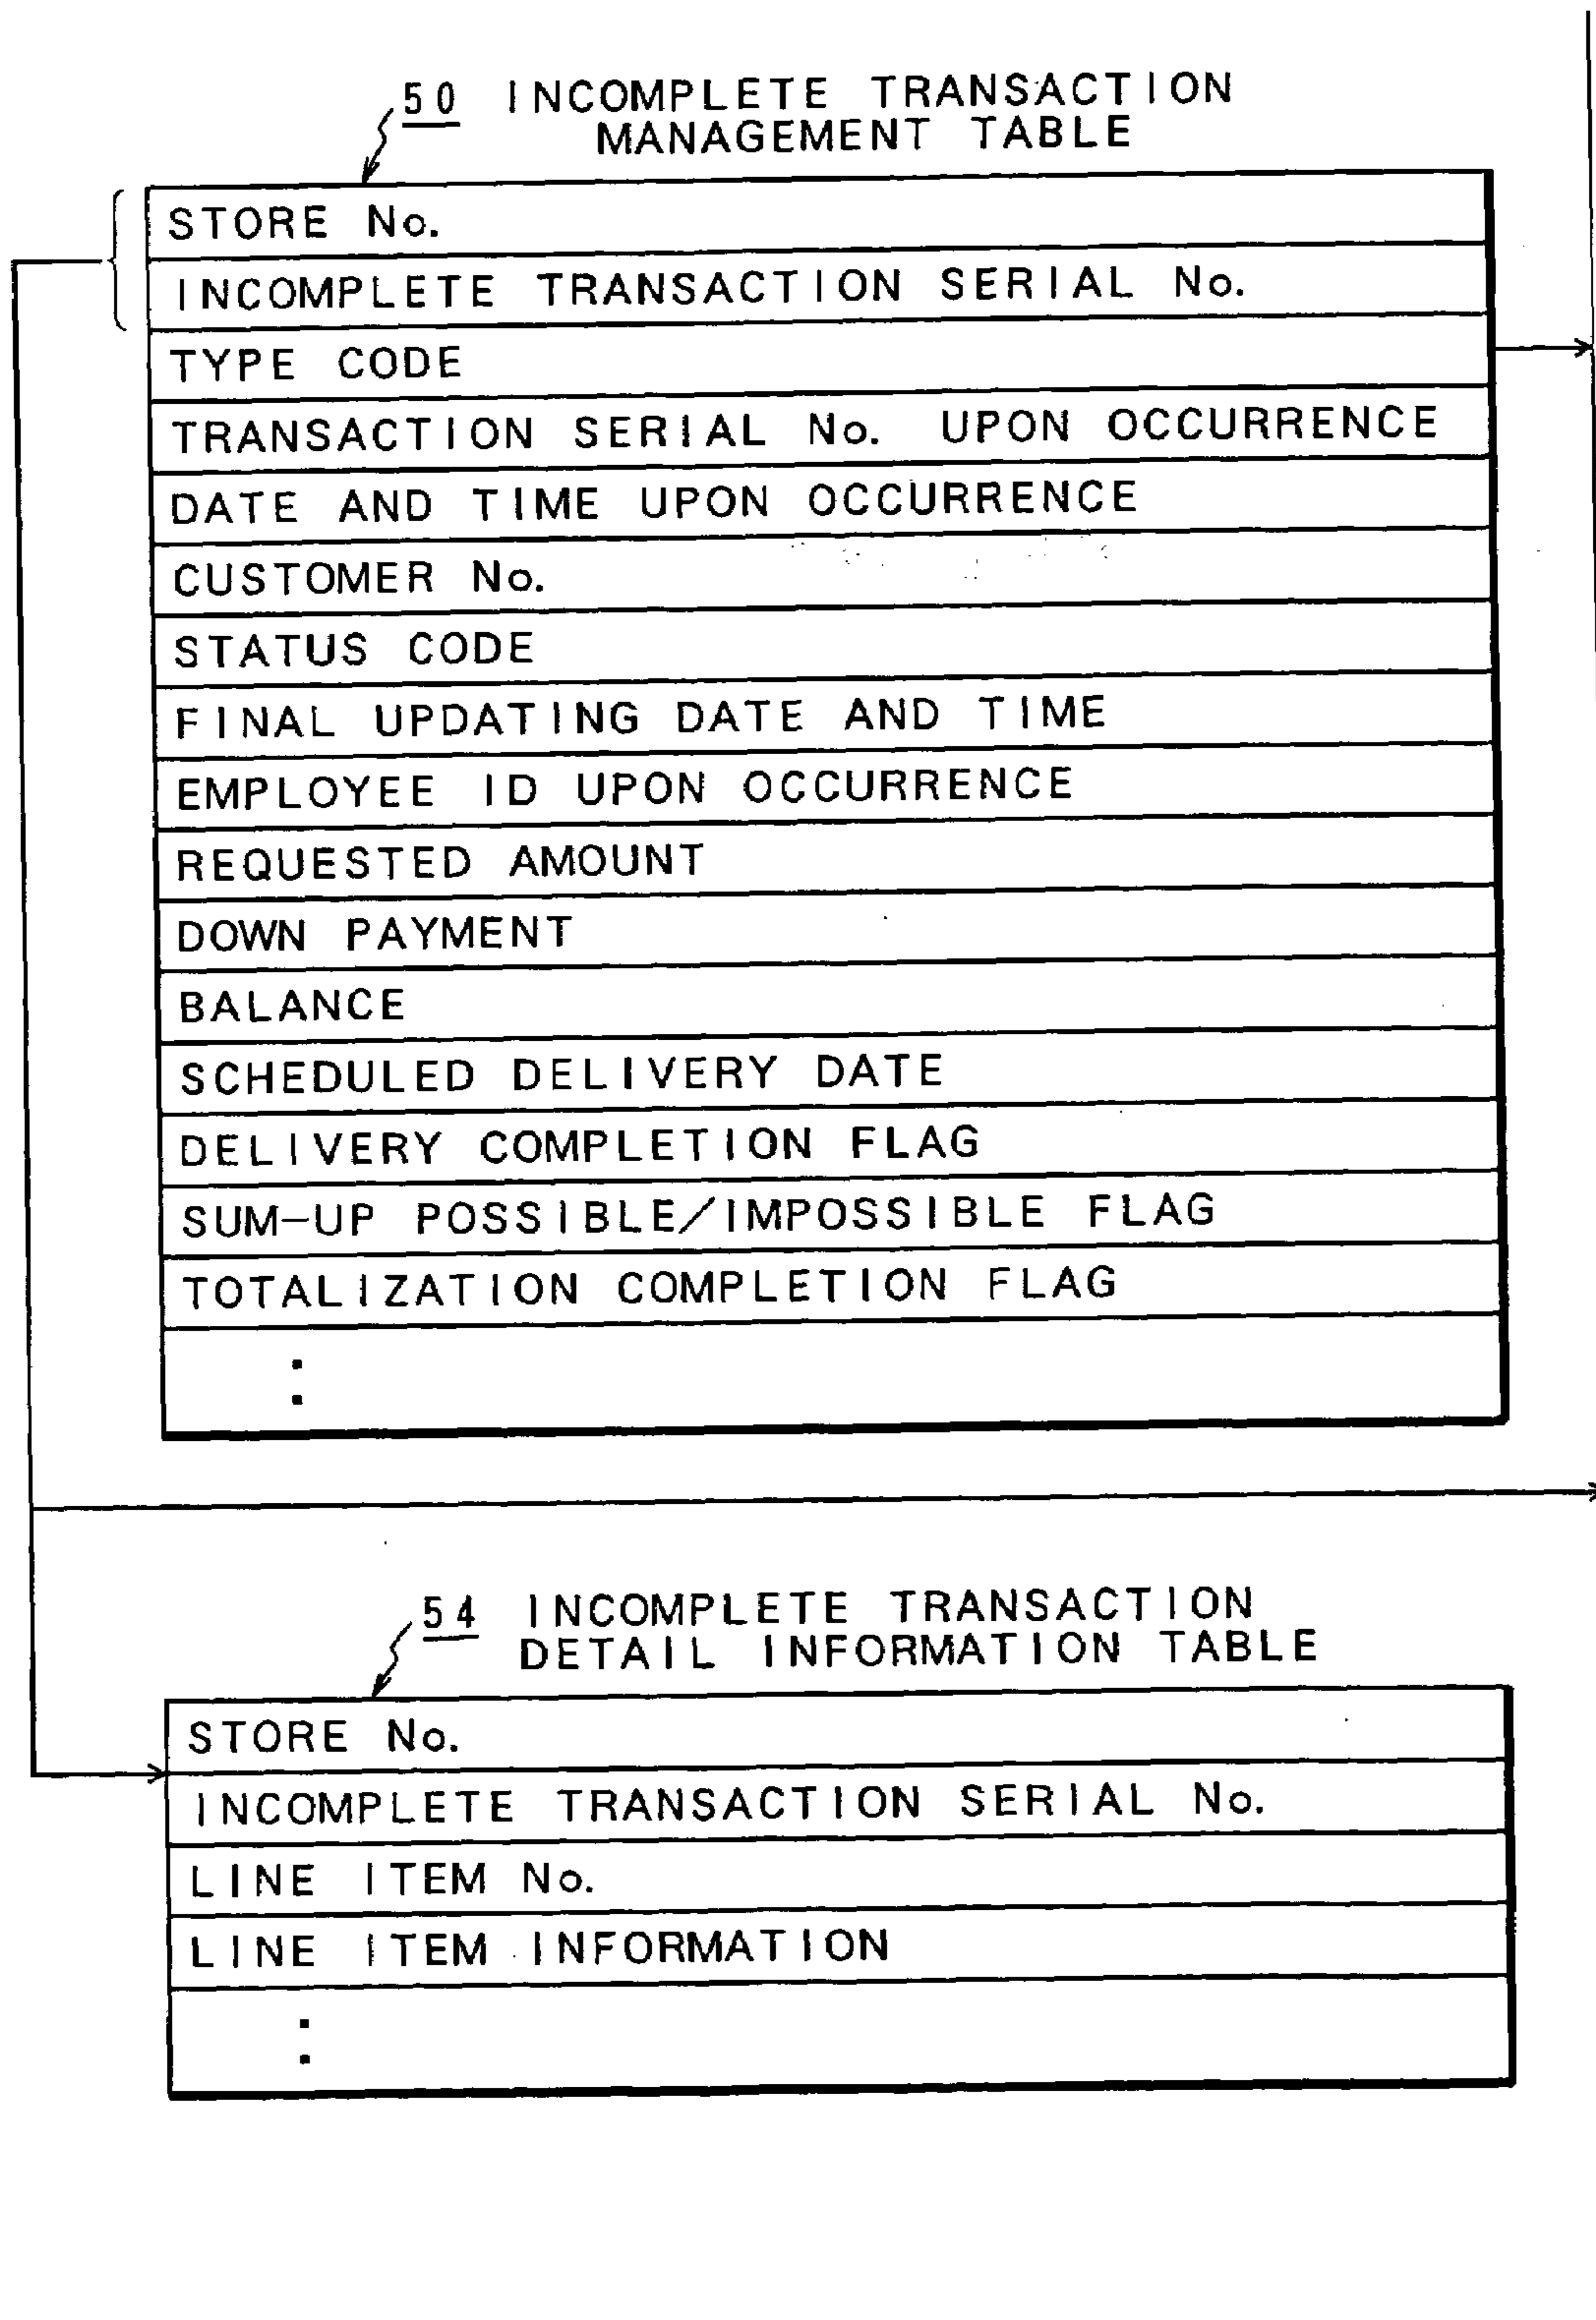 50 INCOMPLETE TRANSACTION
MANAGEMENT TABLE
STORE No.
INCOMPLETE TRANSACTION SERIAL No.
TYPE CODE
TRANSACTION SERIAL No. UPON OCCURRENCE
DATE AND TIME UPON OCCURRENCE
CUSTOMER No.
STATUS CODE
FINAL UPDATING DATE AND TIME
EMPLOYEE ID UPON OCCURRENCE
REQUESTED AMOUNT
DOWN PAYMENT
BALANCE
SCHEDULED DELIVERY DATE
DELIVERY COMPLETION FLAG
SUM-UP POSSIBLE/IMPOSSIBLE FLAG
TOTALIZATION COMPLETION FLAG
:
54 INCOMPLETE TRANSACTION
DETAIL INFORMATION TABLE
STORE No.
INCOMPLETE TRANSACTION SERIAL No.
LINE ITEM No.
LINE ITEM INFORMATION
: